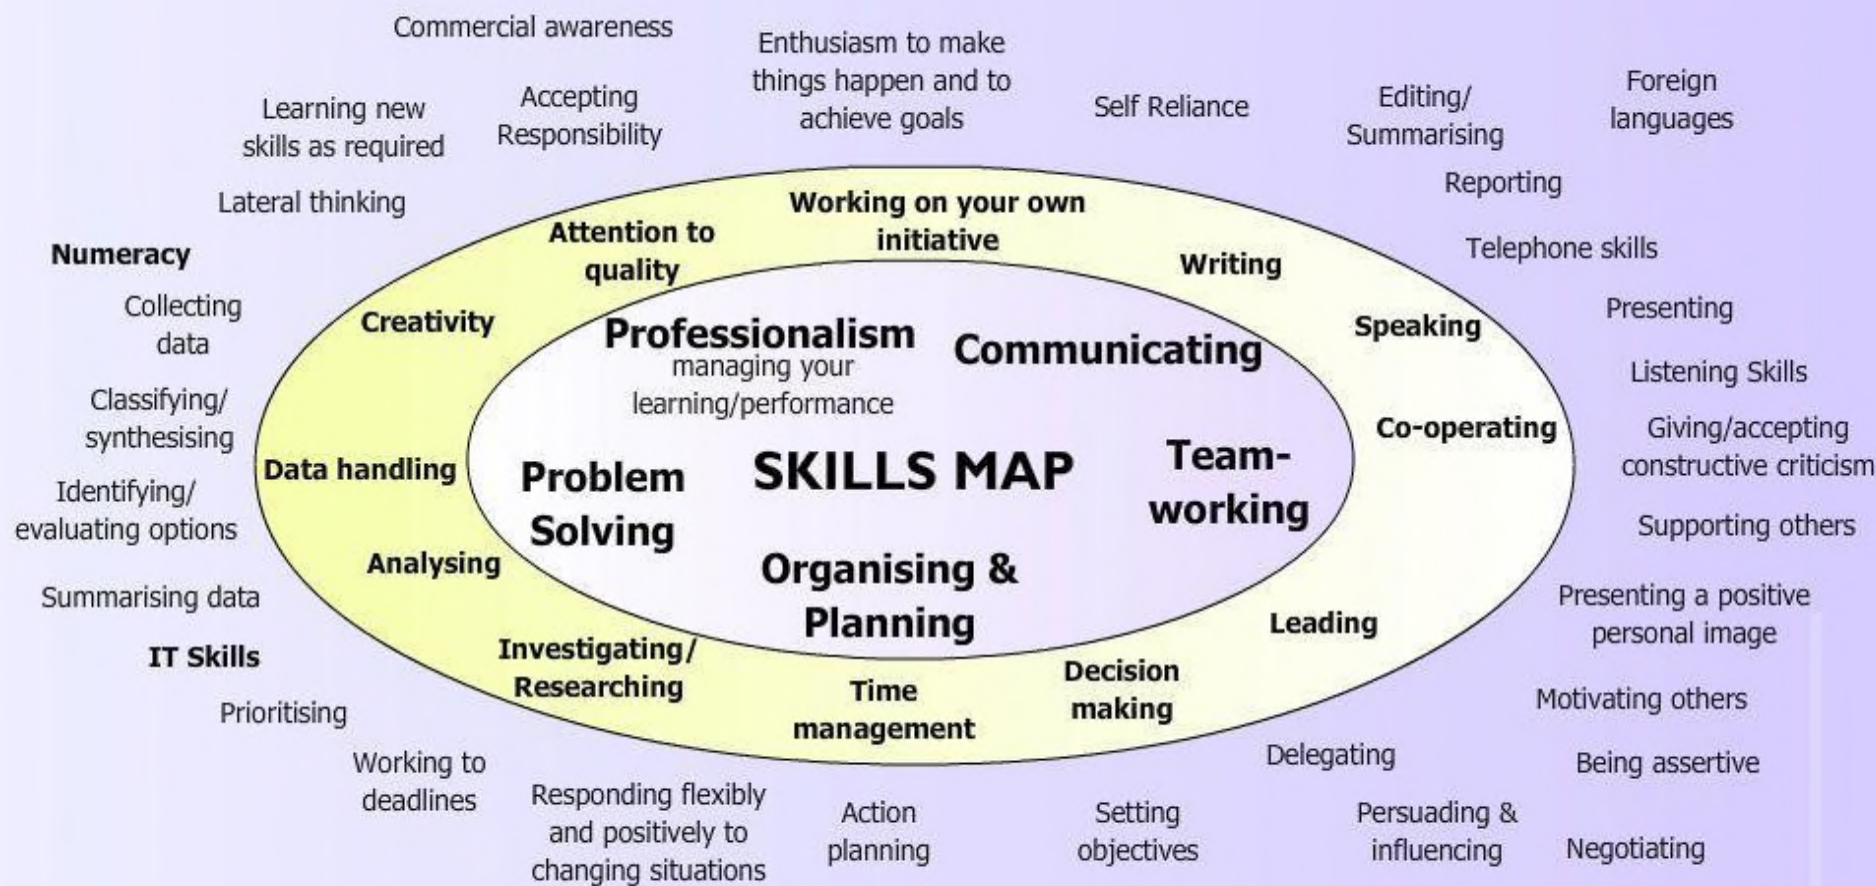 Commercial awareness
Enthusiasm to make
things happen and to
achieve goals
Learning new
skills as required
Accepting
Responsibility
Self Reliance
Editing/
Summarising
Foreign
languages
Reporting
Lateral thinking
Working on your own
initiative
Attention to
quality
Writing
Telephone skills
Numeracy
Collecting
data
Creativity
Speaking
Presenting
Professionalism
managing your
learning/performance
Communicating
Listening Skills
Classifying/
synthesising
Co-operating
Giving/accepting
constructive criticism
Data handling
Problem
Solving
SKILLS MAP
Team-
working
Identifying/
evaluating options
Supporting others
Analysing
Organising &
Planning
Summarising data
Presenting a positive
personal image
Leading
IT Skills
Investigating/
Researching
Time
management
Decision
making
Prioritising
Motivating others
Working to
deadlines
Delegating
Being assertive
Responding flexibly
and positively to
changing situations
Action
planning
Setting
objectives
Persuading &
influencing
Negotiating